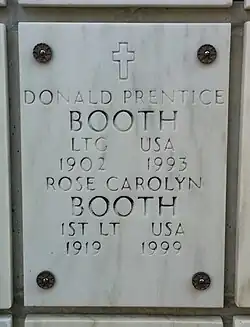 DONALD PRENTICE
BOOTH
LTG USA
1902 1993
ROSE CAROLYN
BOOTH
1ST LT USA
1919 1999